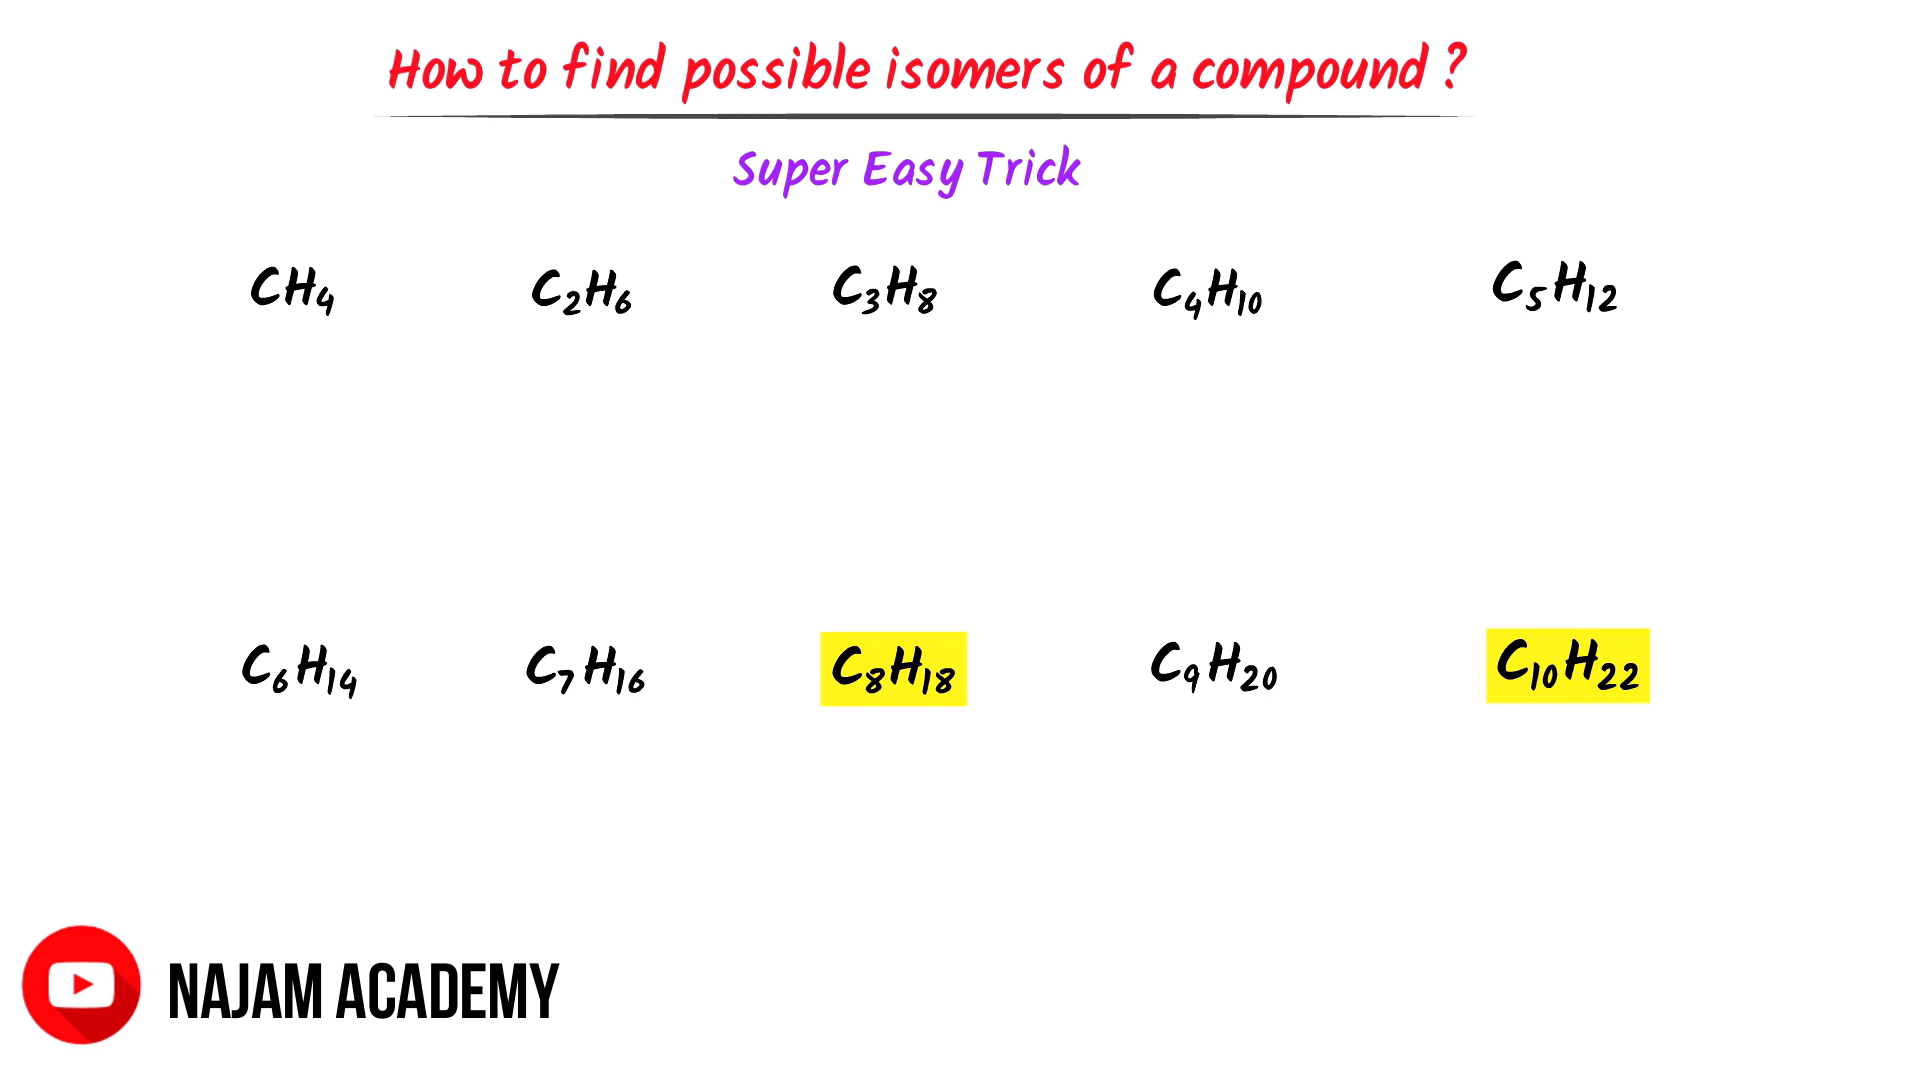 How to find possible isomers of a compound ?
Super Easy Trick
CH₄ C₂H₆ C₃H₈ C₄H₁₀ C₅H₁₂
C₆H₁₄ C₇H₁₆ C₈H₁₈ C₉H₂₀ C₁₀H₂₂
NAJAM ACADEMY